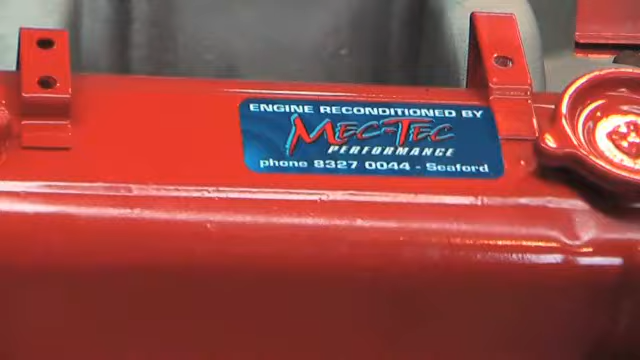 ENGINE RECONDITIONED BY
MEC-TEC
PERFORMANCE
phone 8327 0044 - Seaford